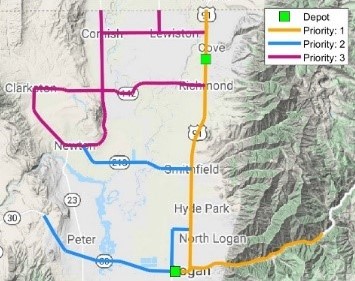 91
Depot
Priority: 1
Priority: 2
Priority: 3
Cornish
Lewiston
Cove
Clarkston
142
Richmond
91
Newton
218
Smithfield
23
Hyde Park
30
Peter
North Logan
Logan